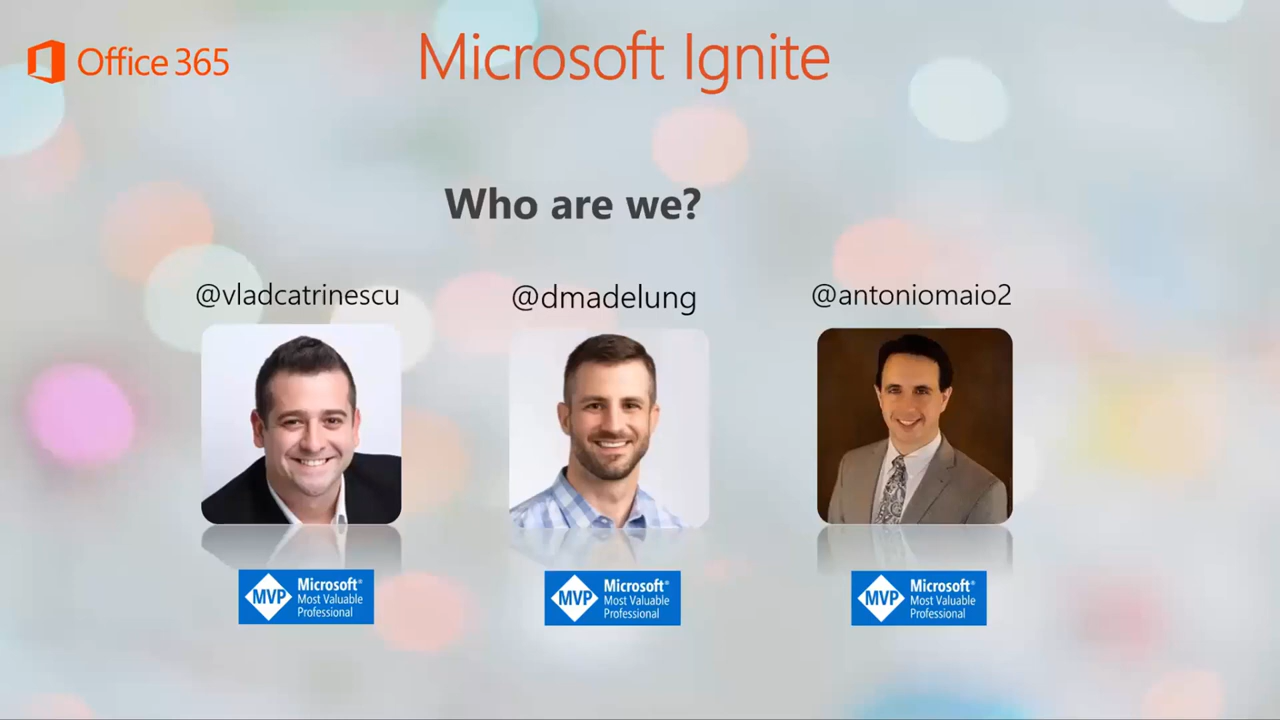 Office 365
Microsoft Ignite
Who are we?
@vladcatrinescu
@dmadelung
@antoniomaio2
MVP
Microsoft®
Most Valuable
Professional
MVP
Microsoft®
Most Valuable
Professional
MVP
Microsoft®
Most Valuable
Professional